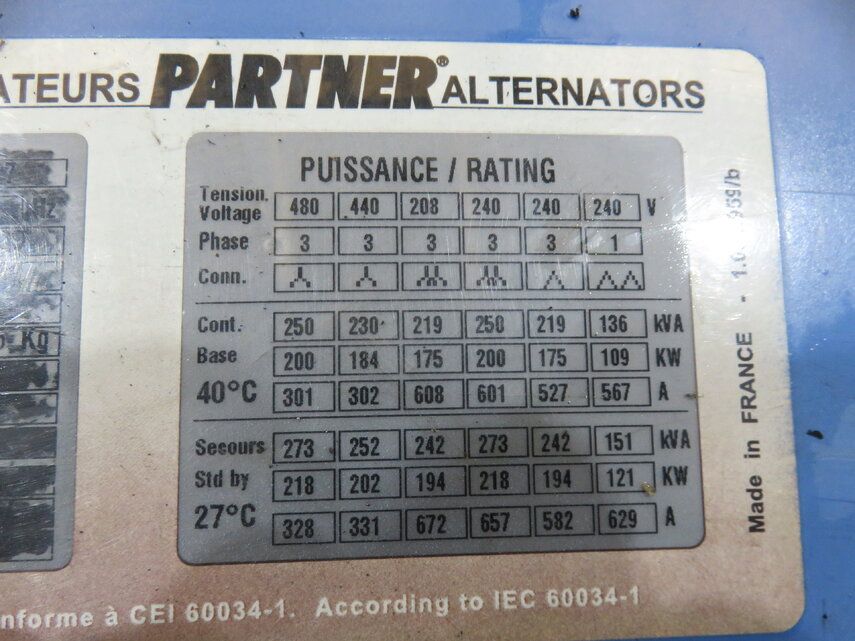 ATEURS PARTNER® ALTERNATORS
PUISSANCE / RATING
Tension
Voltage 480 440 208 240 240 240 V
Phase 3 3 3 3 3 1
Conn.
Cont. 250 230 219 250 219 136 kVA
Base 200 184 175 200 175 109 KW
40°C 301 302 608 601 527 567 A
Secours 273 252 242 273 242 151 kVA
Std by 218 202 194 218 194 121 KW
27°C 328 331 672 657 582 629 A
Hz
Kg
nforme à CEI 60034-1. According to IEC 60034-1
Made in FRANCE - 959/b